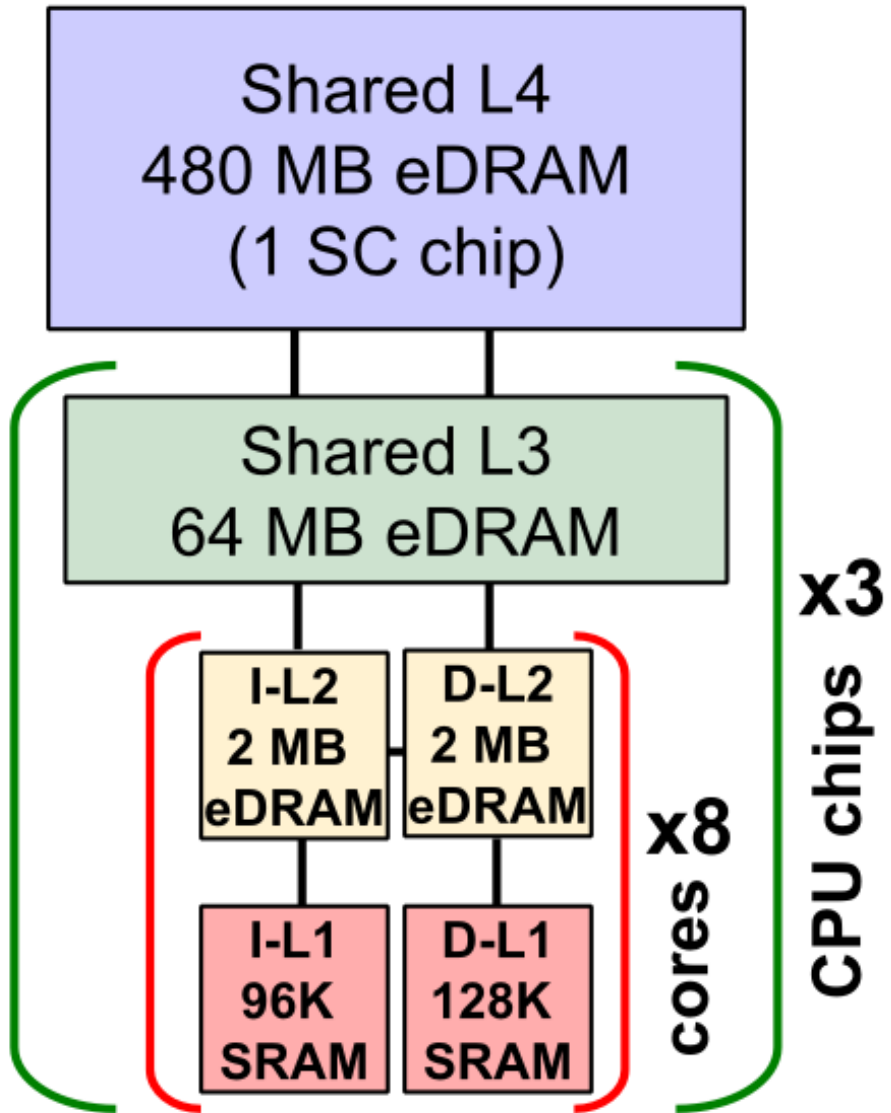 Shared L4
480 MB eDRAM
(1 SC chip)
Shared L3
64 MB eDRAM
I-L2
2 MB
eDRAM
D-L2
2 MB
eDRAM
I-L1
96K
SRAM
D-L1
128K
SRAM
x8
cores
x3
CPU chips